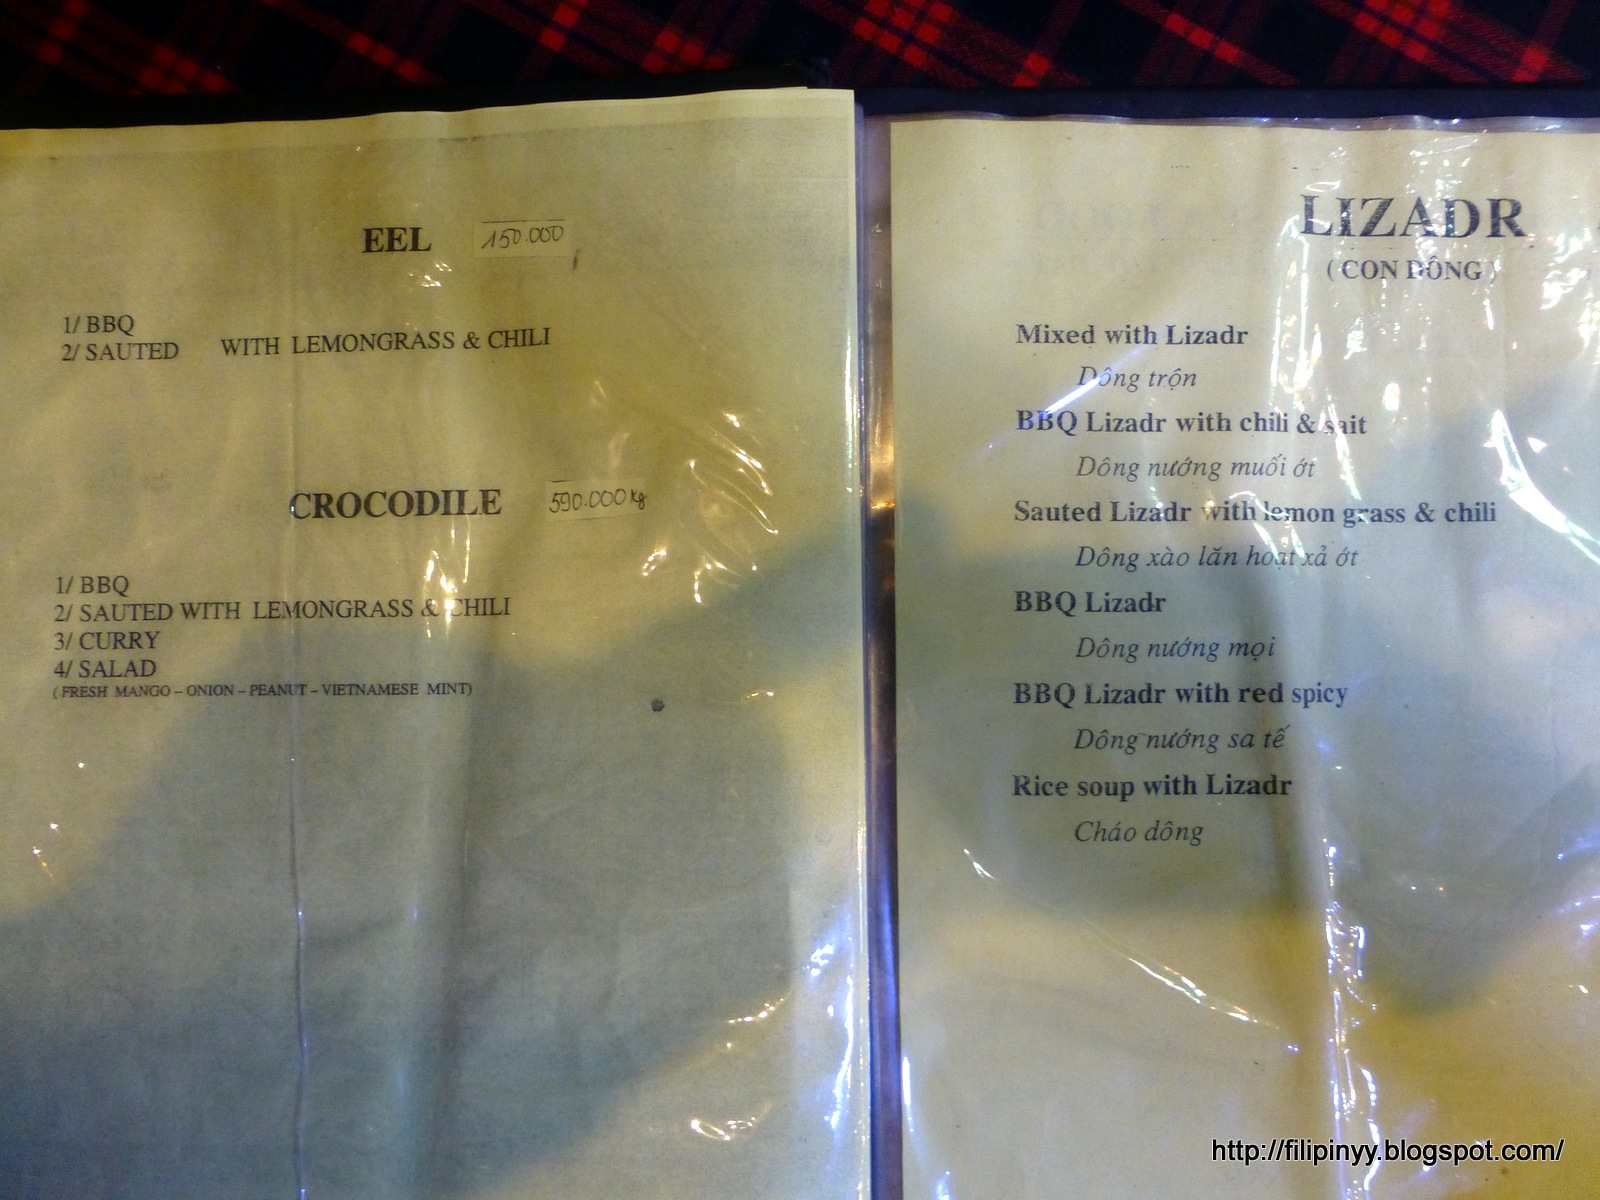 EEL 150.000
1/ BBQ
2/ SAUTED WITH LEMONGRASS & CHILI
CROCODILE 590.000 kg
1/ BBQ
2/ SAUTED WITH LEMONGRASS & CHILI
3/ CURRY
4/ SALAD
( FRESH MANGO – ONION – PEANUT – VIETNAMESE MINT)
LIZADR
( CON DÔNG )
Mixed with Lizadr
Dông trộn
BBQ Lizadr with chili & sait
Dông nướng muối ớt
Sauted Lizadr with lemon grass & chili
Dông xào lăn hoạt xả ớt
BBQ Lizadr
Dông nướng mọi
BBQ Lizadr with red spicy
Dông nướng sa tế
Rice soup with Lizadr
Cháo dông
http://filipinyy.blogspot.com/